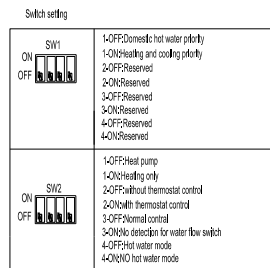 Switch setting
SW1
ON
OFF
1-OFF:Domestic hot water priority
1-ON:Heating and cooling priority
2-OFF:Reserved
2-ON:Reserved
3-OFF:Reserved
3-ON:Reserved
4-OFF:Reserved
4-ON:Reserved
SW2
ON
OFF
1-OFF:Heat pump
1-ON:Heating only
2-OFF:without thermostat control
2-ON:with thermostat control
3-OFF:Normal contral
3-ON:No detection for water flow switch
4-OFF:Hot water mode
4-ON:NO hot water mode